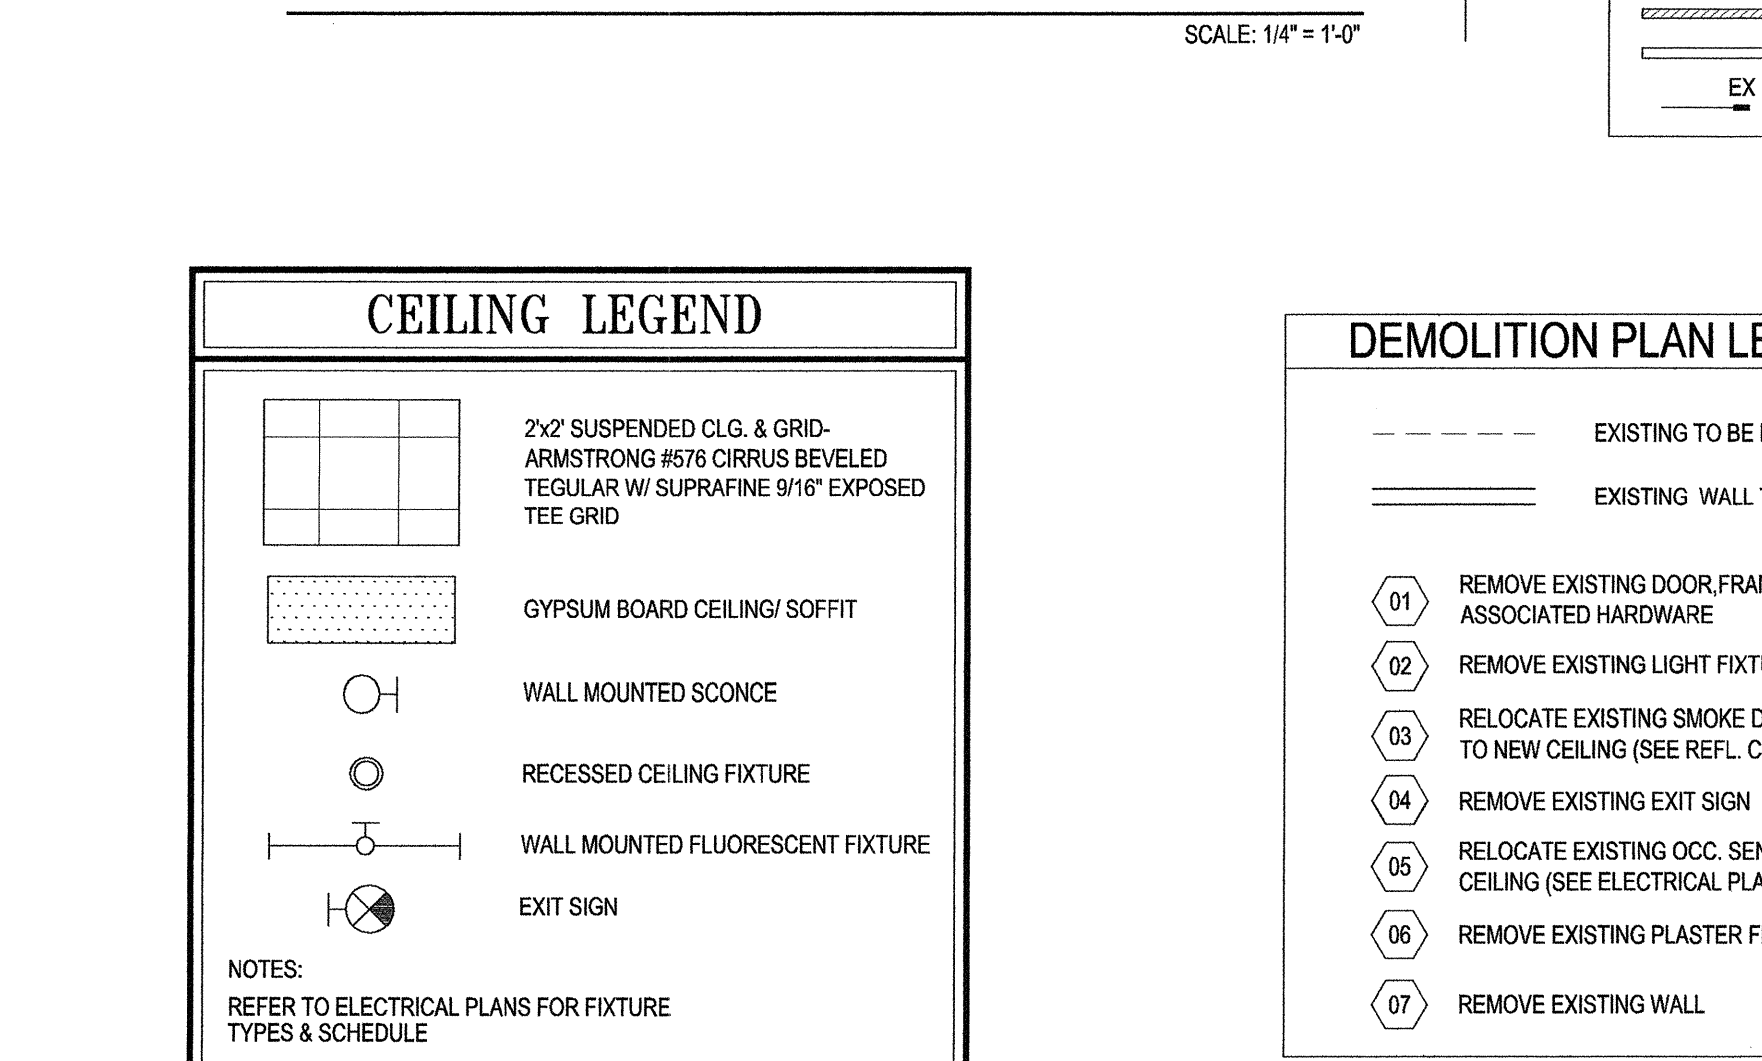 SCALE: 1/4" = 1'-0"
EX
CEILING LEGEND
2'x2' SUSPENDED CLG. & GRID-
ARMSTRONG #576 CIRRUS BEVELED
TEGULAR W/ SUPRAFINE 9/16" EXPOSED
TEE GRID
GYPSUM BOARD CEILING/ SOFFIT
WALL MOUNTED SCONCE
RECESSED CEILING FIXTURE
WALL MOUNTED FLUORESCENT FIXTURE
EXIT SIGN
NOTES:
REFER TO ELECTRICAL PLANS FOR FIXTURE
TYPES & SCHEDULE
DEMOLITION PLAN
EXISTING TO BE
EXISTING WALL
01 REMOVE EXISTING DOOR,
ASSOCIATED HARDWARE
02 REMOVE EXISTING LIGHT
03 RELOCATE EXISTING SMOKE
TO NEW CEILING (SEE REFL.
04 REMOVE EXISTING EXIT SIGN
05 RELOCATE EXISTING OCC.
CEILING (SEE ELECTRICAL
06 REMOVE EXISTING PLASTER
07 REMOVE EXISTING WALL